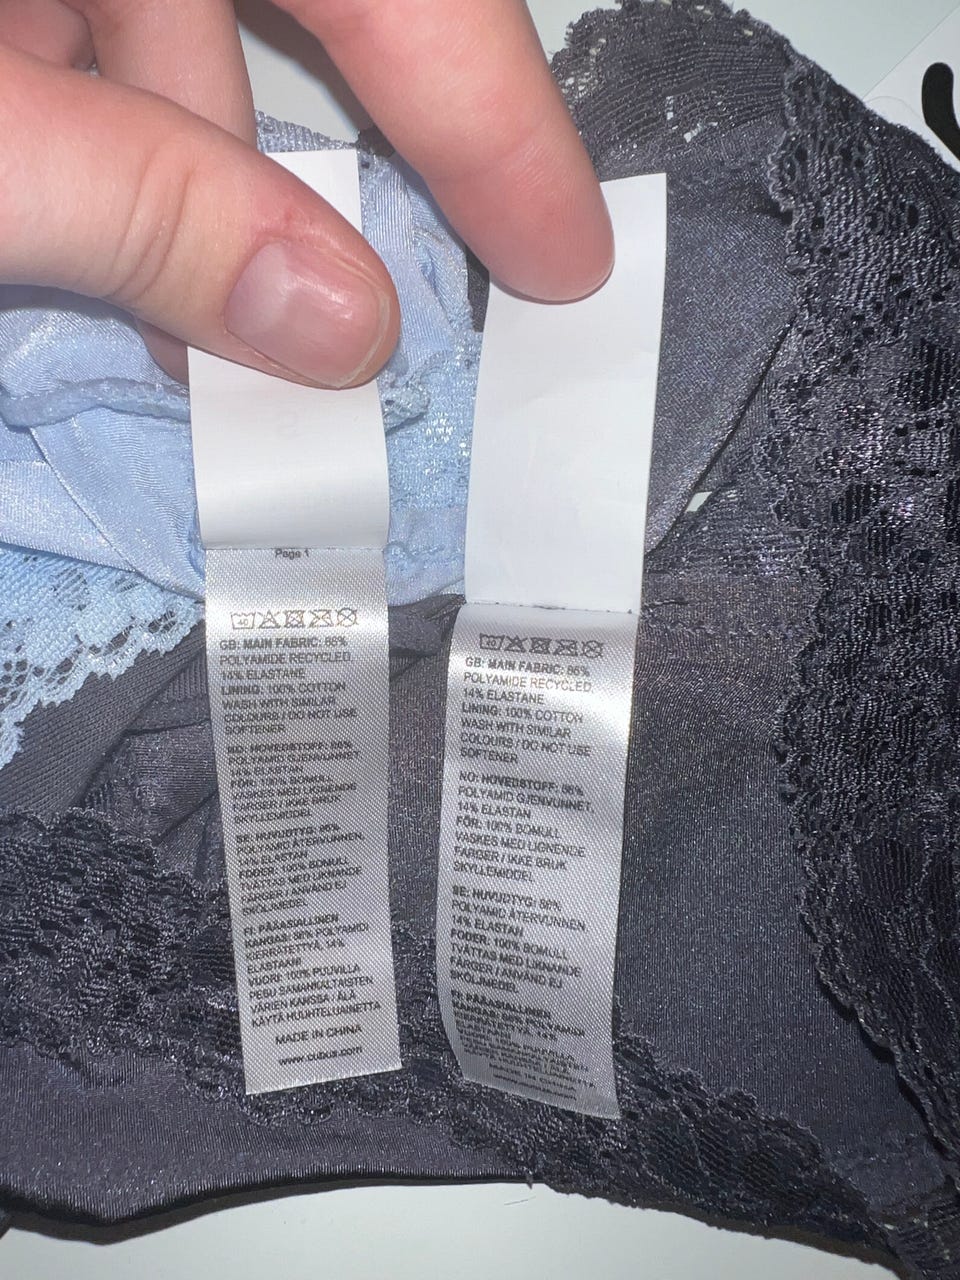 Page 1
40
GB: MAIN FABRIC: 86%
POLYAMIDE RECYCLED,
14% ELASTANE
LINING: 100% COTTON
WASH WITH SIMILAR
COLOURS / DO NOT USE
SOFTENER
NO: HOVEDSTOFF: 86%
POLYAMID GJENVUNNET,
14% ELASTAN
FÔR: 100% BOMULL
VASKES MED LIGNENDE
FARGER / IKKE BRUK
SKYLLEMIDDEL
SE: HUVUDTYG: 86%
POLYAMID ÅTERVUNNEN,
14% ELASTAN
FODER: 100% BOMULL
TVÄTTAS MED LIKNANDE
FÄRGER / ANVÄND EJ
SKÖLJMEDEL
FI: PÄÄASIALLINEN
KANGAS: 86% POLYAMIDI
KIERRÄTETTYÄ, 14%
ELASTAANI
VUORI: 100% PUUVILLA
PESU SAMANKALTAISTEN
VÄRIEN KANSSA / ÄLÄ
KÄYTÄ HUUHTELUAINETTA
MADE IN CHINA
www.cubus.com
40
GB: MAIN FABRIC: 86%
POLYAMIDE RECYCLED,
14% ELASTANE
LINING: 100% COTTON
WASH WITH SIMILAR
COLOURS / DO NOT USE
SOFTENER
NO: HOVEDSTOFF: 86%
POLYAMID GJENVUNNET,
14% ELASTAN
FÔR: 100% BOMULL
VASKES MED LIGNENDE
FARGER / IKKE BRUK
SKYLLEMIDDEL
SE: HUVUDTYG: 86%
POLYAMID ÅTERVUNNEN,
14% ELASTAN
FODER: 100% BOMULL
TVÄTTAS MED LIKNANDE
FÄRGER / ANVÄND EJ
SKÖLJMEDEL
FI: PÄÄASIALLINEN
MADE IN CHINA